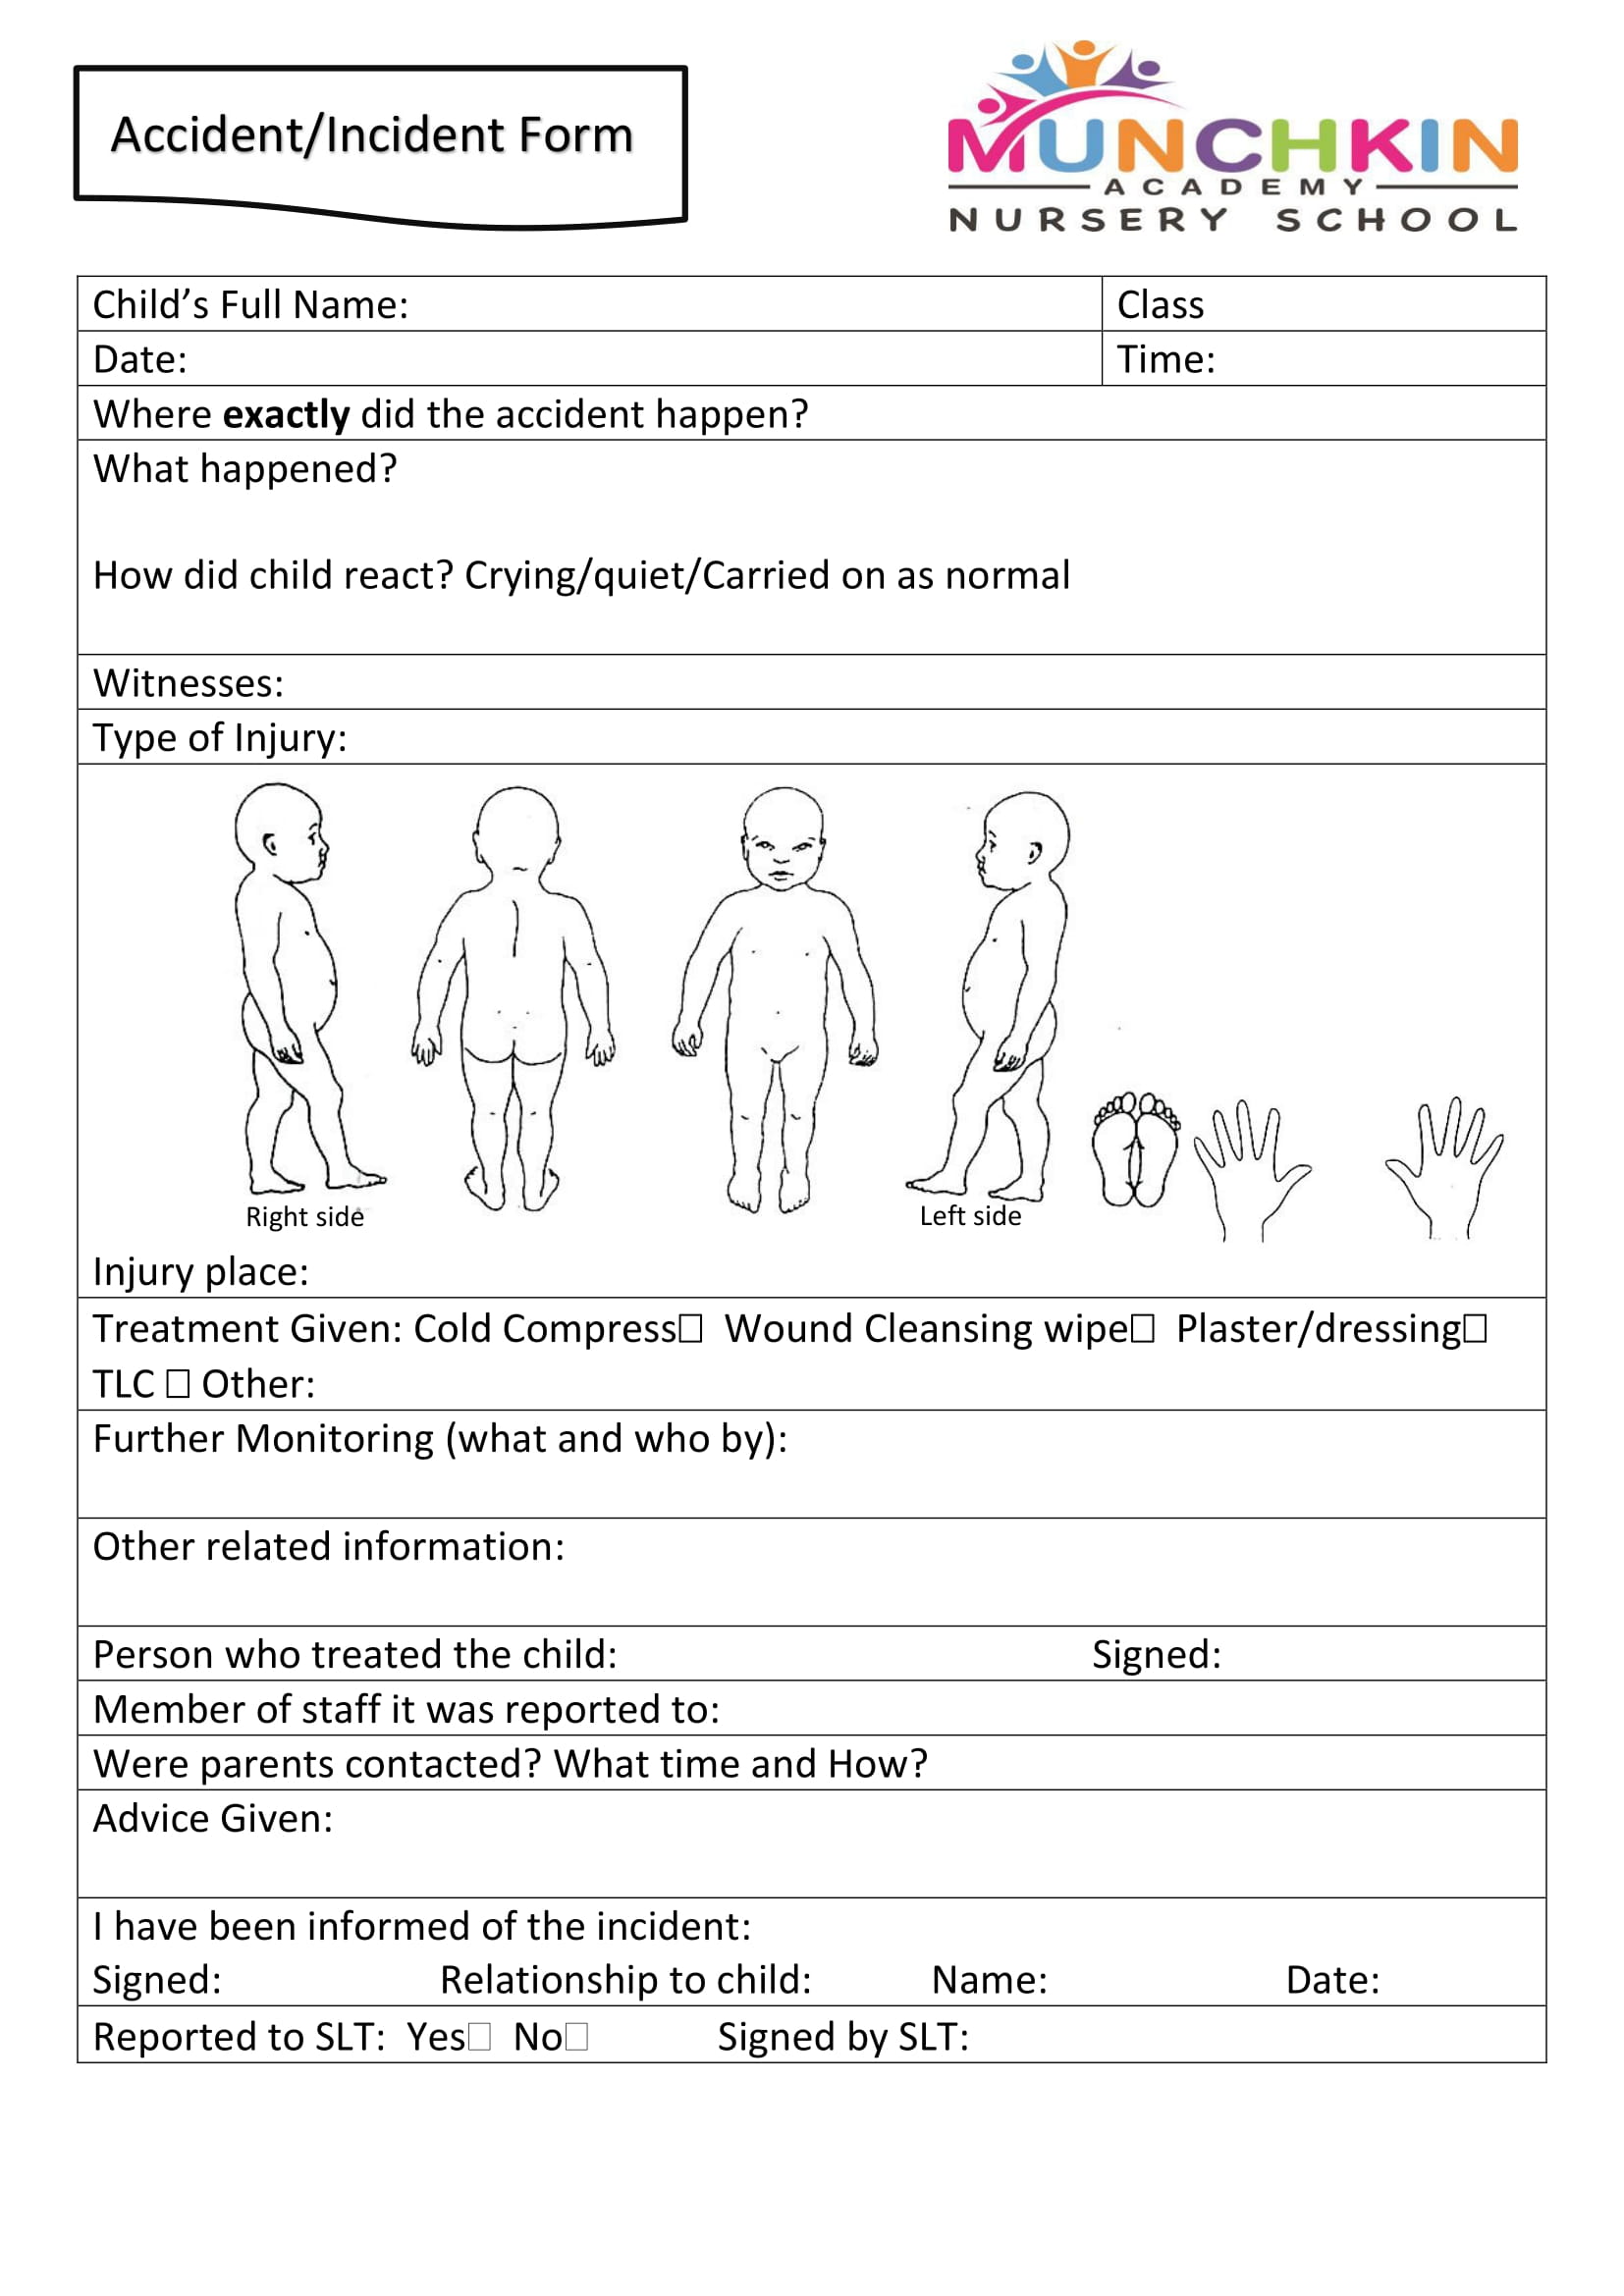 Accident/Incident Form
MUNCHKIN
ACADEMY
NURSERY SCHOOL
Child’s Full Name: Class
Date: Time:
Where exactly did the accident happen?
What happened?
How did child react? Crying/quiet/Carried on as normal
Witnesses:
Type of Injury:
Right side Left side
Injury place:
Treatment Given: Cold Compress□ Wound Cleansing wipe□ Plaster/dressing□
TLC □ Other:
Further Monitoring (what and who by):
Other related information:
Person who treated the child: Signed:
Member of staff it was reported to:
Were parents contacted? What time and How?
Advice Given:
I have been informed of the incident:
Signed: Relationship to child: Name: Date:
Reported to SLT: Yes□ No□ Signed by SLT: